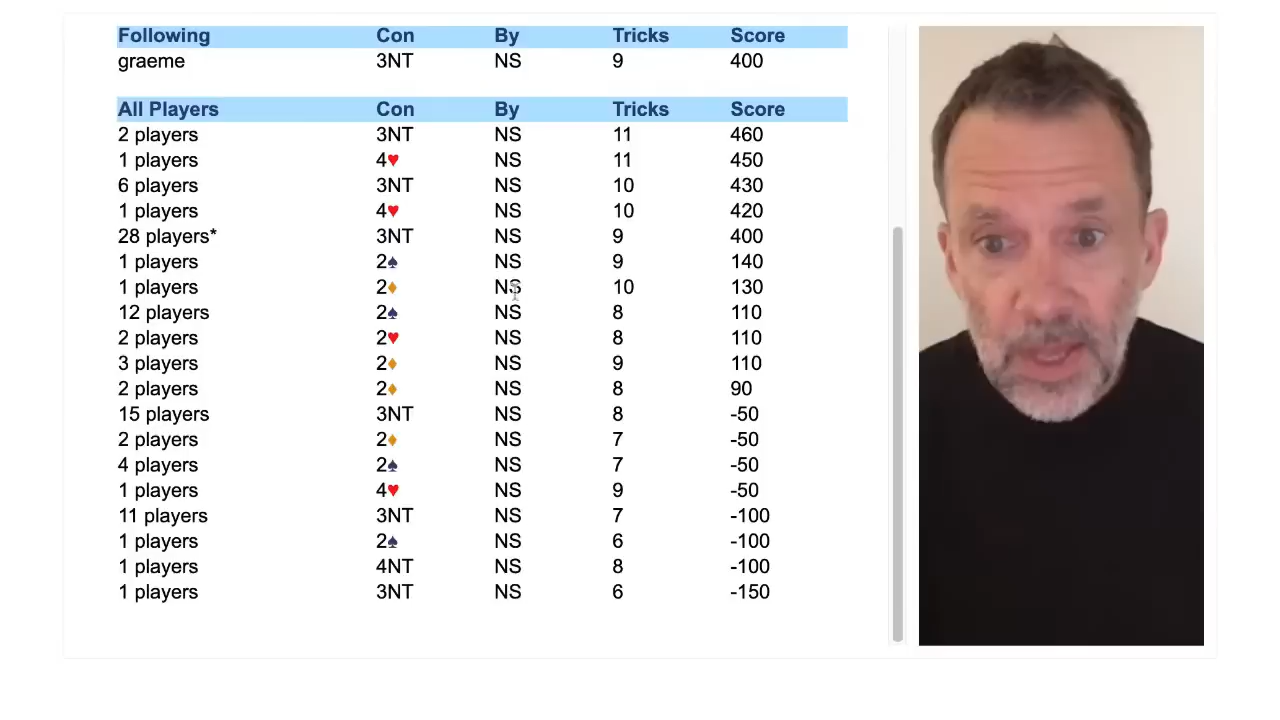 Following Con By Tricks Score
graeme 3NT NS 9 400
All Players Con By Tricks Score
2 players 3NT NS 11 460
1 players 4♥ NS 11 450
6 players 3NT NS 10 430
1 players 4♥ NS 10 420
28 players* 3NT NS 9 400
1 players 2♠ NS 9 140
1 players 2♦ NS 10 130
12 players 2♠ NS 8 110
2 players 2♥ NS 8 110
3 players 2♦ NS 9 110
2 players 2♦ NS 8 90
15 players 3NT NS 8 -50
2 players 2♦ NS 7 -50
4 players 2♠ NS 7 -50
1 players 4♥ NS 9 -50
11 players 3NT NS 7 -100
1 players 2♠ NS 6 -100
1 players 4NT NS 8 -100
1 players 3NT NS 6 -150